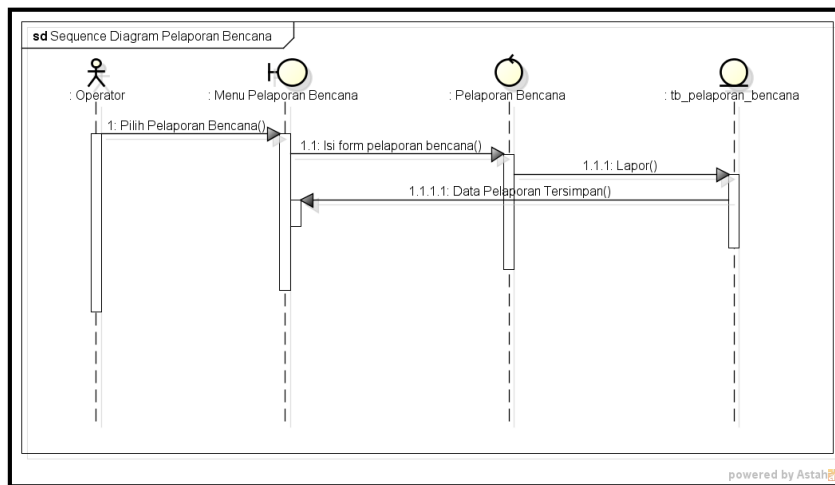 sd Sequence Diagram Pelaporan Bencana
: Operator
: Menu Pelaporan Bencana
: Pelaporan Bencana
: tb_pelaporan_bencana
1: Pilih Pelaporan Bencana()
1.1: Isi form pelaporan bencana()
1.1.1: Lapor()
1.1.1.1: Data Pelaporan Tersimpan()
powered by Astah